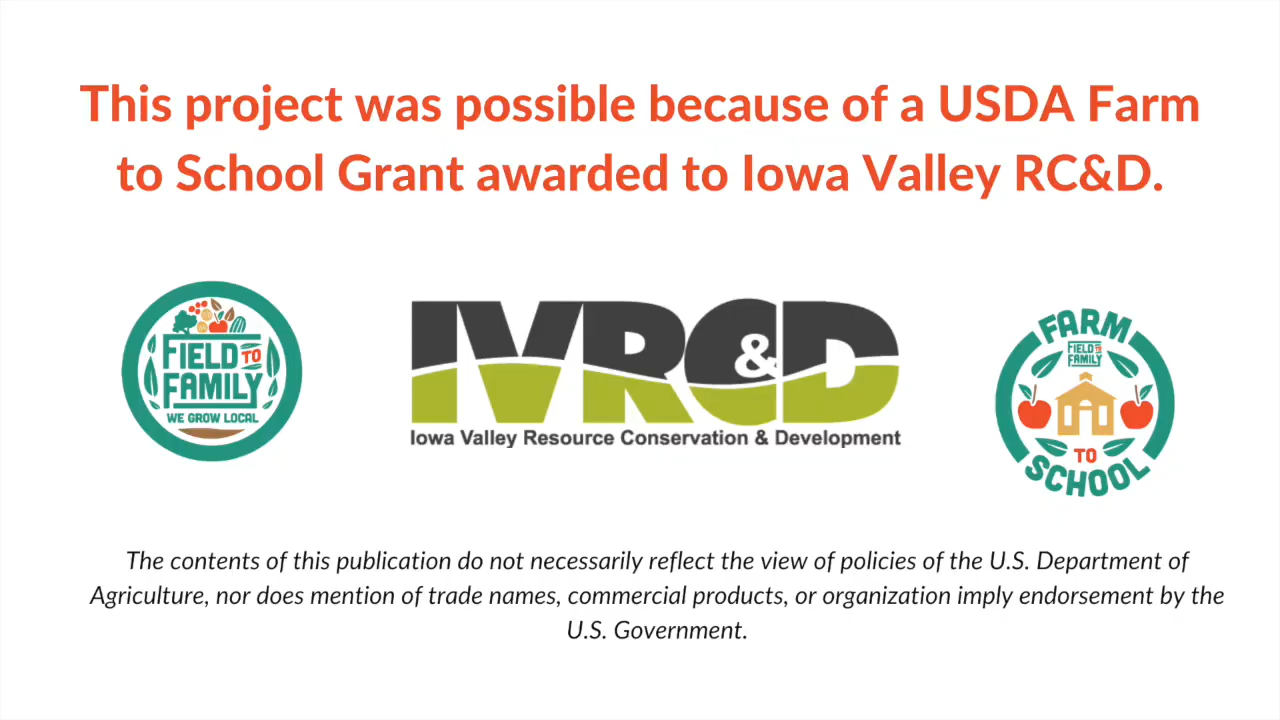 This project was possible because of a USDA Farm
to School Grant awarded to Iowa Valley RC&D.
FIELD TO
FAMILY
WE GROW LOCAL
IVRC&D
Iowa Valley Resource Conservation & Development
FARM
FIELD TO
FAMILY
TO
SCHOOL
The contents of this publication do not necessarily reflect the view of policies of the U.S. Department of
Agriculture, nor does mention of trade names, commercial products, or organization imply endorsement by the
U.S. Government.